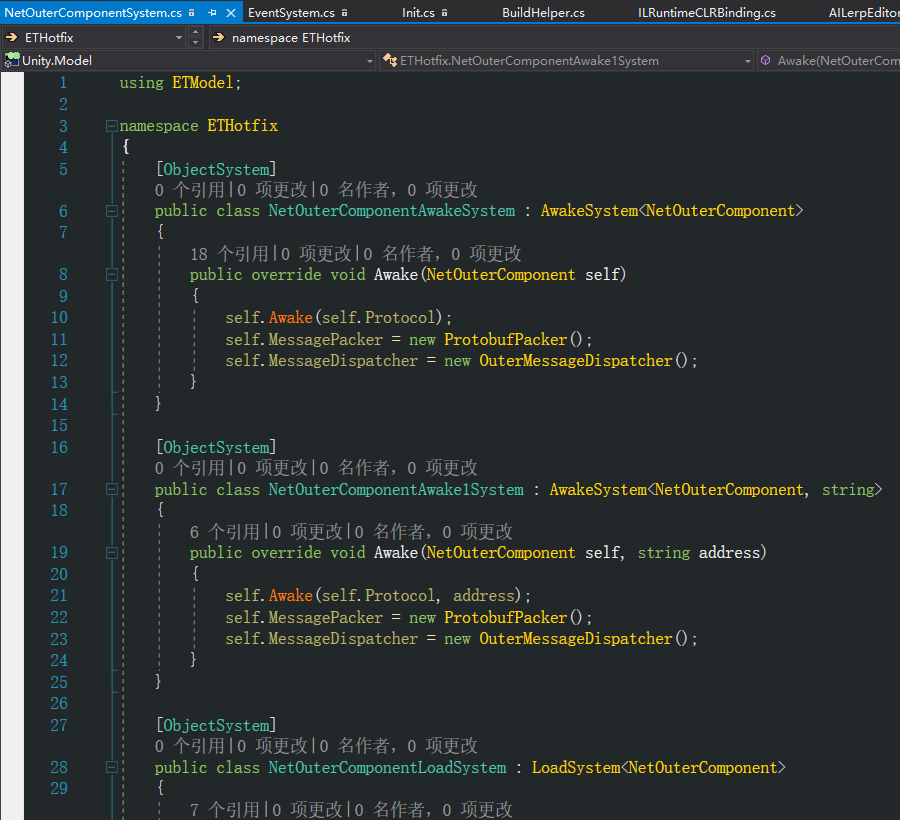 NetOuterComponentSystem.cs EventSystem.cs Init.cs BuildHelper.cs ILRuntimeCLRBinding.cs AILerpEditor
ETHotfix namespace ETHotfix
Unity.Model ETHotfix.NetOuterComponentAwake1System Awake(NetOuterCom
1 using ETModel;
2
3 namespace ETHotfix
4 {
5 [ObjectSystem]
0 个引用|0 项更改|0 名作者，0 项更改
6 public class NetOuterComponentAwakeSystem : AwakeSystem<NetOuterComponent>
7 {
18 个引用|0 项更改|0 名作者，0 项更改
8 public override void Awake(NetOuterComponent self)
9 {
10 self.Awake(self.Protocol);
11 self.MessagePacker = new ProtobufPacker();
12 self.MessageDispatcher = new OuterMessageDispatcher();
13 }
14 }
15
16 [ObjectSystem]
0 个引用|0 项更改|0 名作者，0 项更改
17 public class NetOuterComponentAwake1System : AwakeSystem<NetOuterComponent, string>
18 {
6 个引用|0 项更改|0 名作者，0 项更改
19 public override void Awake(NetOuterComponent self, string address)
20 {
21 self.Awake(self.Protocol, address);
22 self.MessagePacker = new ProtobufPacker();
23 self.MessageDispatcher = new OuterMessageDispatcher();
24 }
25 }
26
27 [ObjectSystem]
0 个引用|0 项更改|0 名作者，0 项更改
28 public class NetOuterComponentLoadSystem : LoadSystem<NetOuterComponent>
29 {
7 个引用|0 项更改|0 名作者，0 项更改